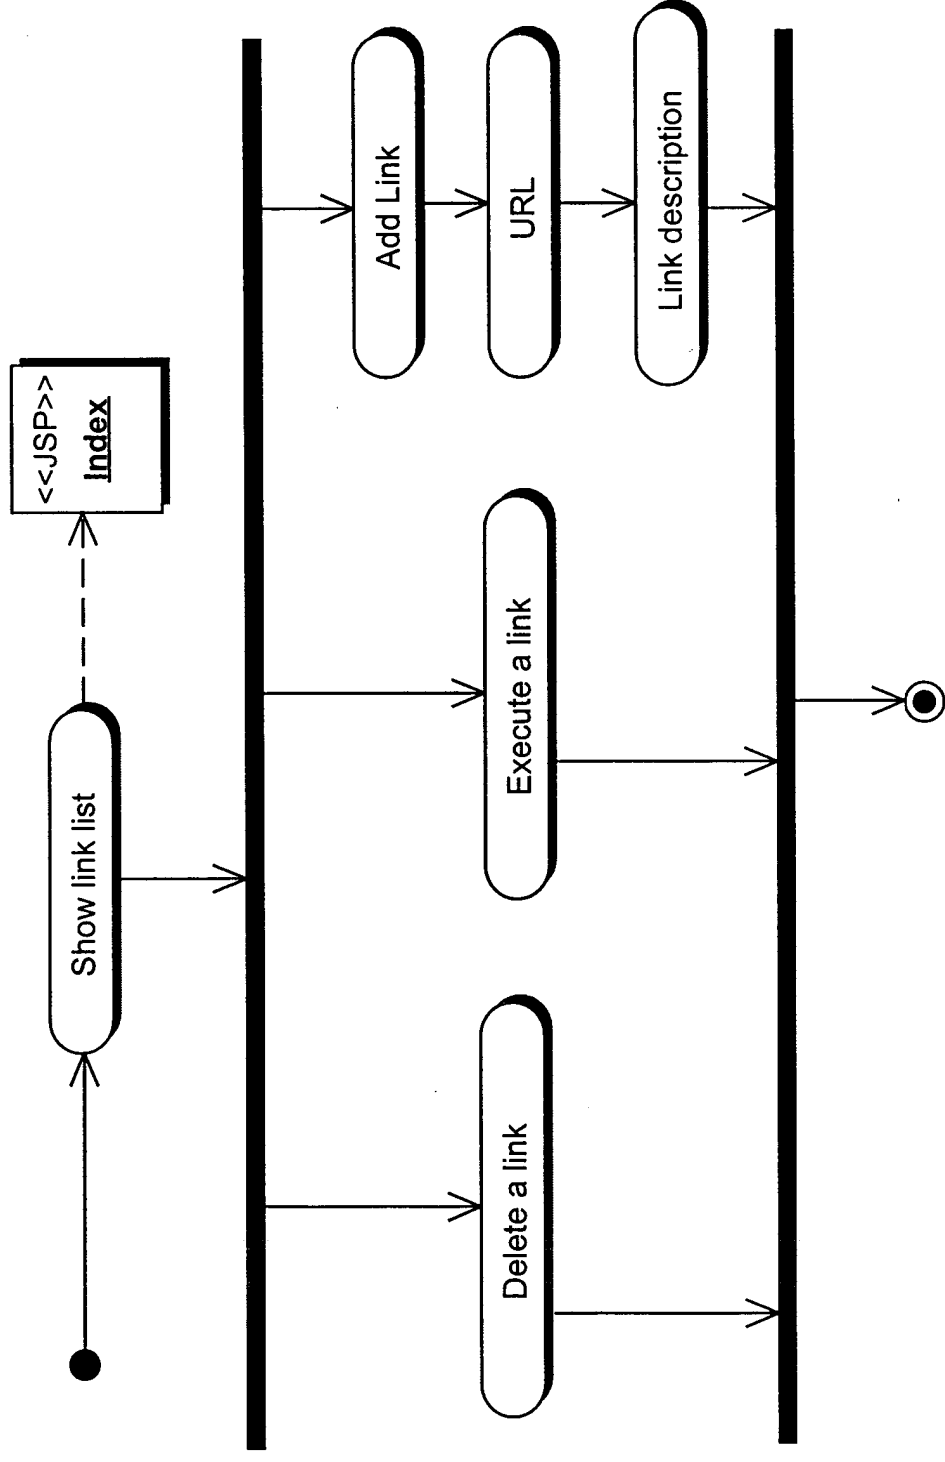 Show link list
<<JSP>>
Index
Delete a link
Execute a link
Add Link
URL
Link description